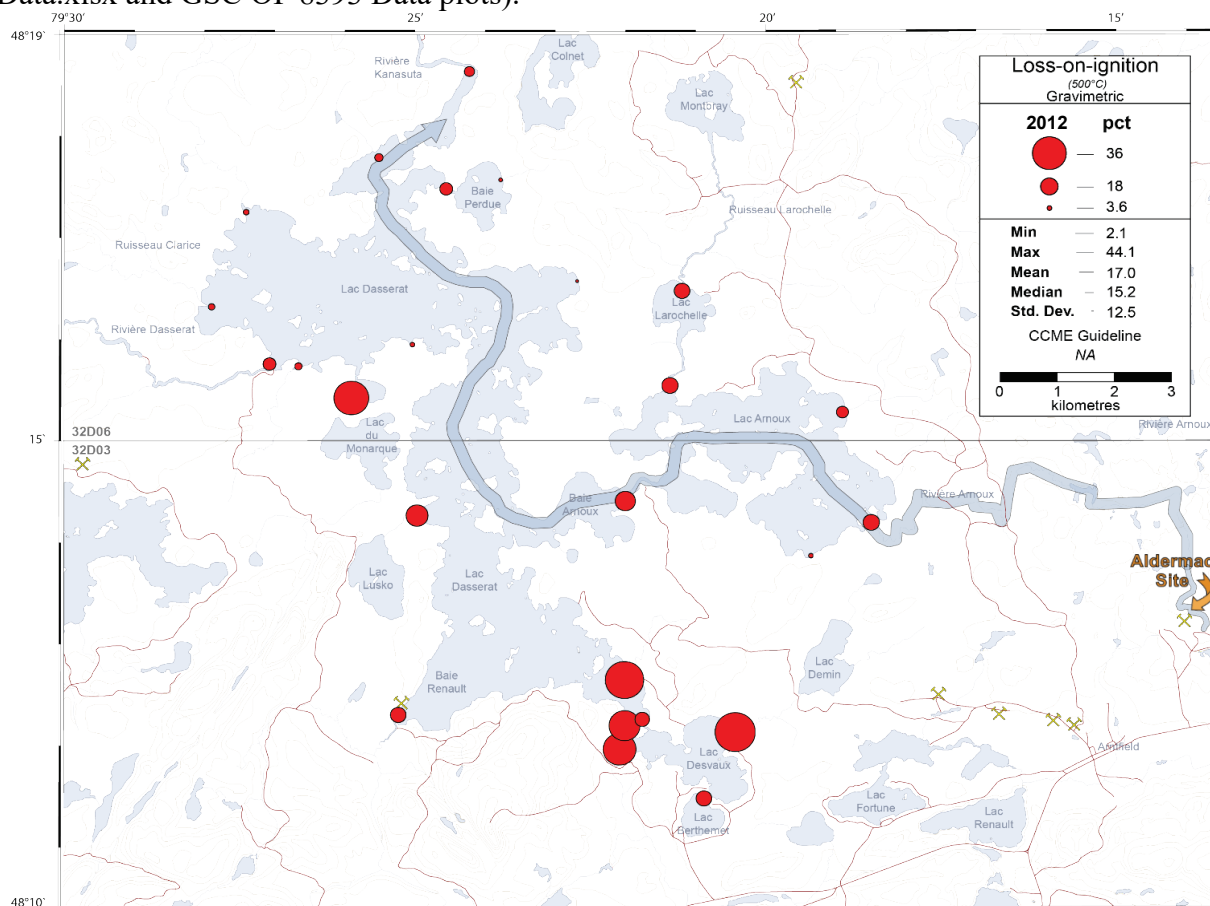 Data.xlsx and GSC OF 8393 Data plots).
79°30' 25' 20' 15'
48°19'
Rivière
Kanasuta
Lac
Colnet
Lac
Montbray
Loss-on-ignition
(500°C)
Gravimetric
2012 pct
36
18
3.6
Min 2.1
Max 44.1
Mean 17.0
Median 15.2
Std. Dev. 12.5
CCME Guideline
NA
0 1 2 3
kilometres
Baie
Perdue
Ruisseau Larochelle
Ruisseau Clarice
Lac Dasserat
Rivière Dasserat
Lac
Larochelle
Lac Arnoux
Rivière Arnoux
32D06
15'
32D03
Lac
du
Monarque
Baie
Arnoux
Rivière Arnoux
Lac
Lusko
Lac
Dasserat
Aldermac
Site
Lac
Demin
Baie
Renault
Lac
Desvaux
Arntfield
Lac
Fortune
Lac
Renault
Lac
Berthemet
48°10'